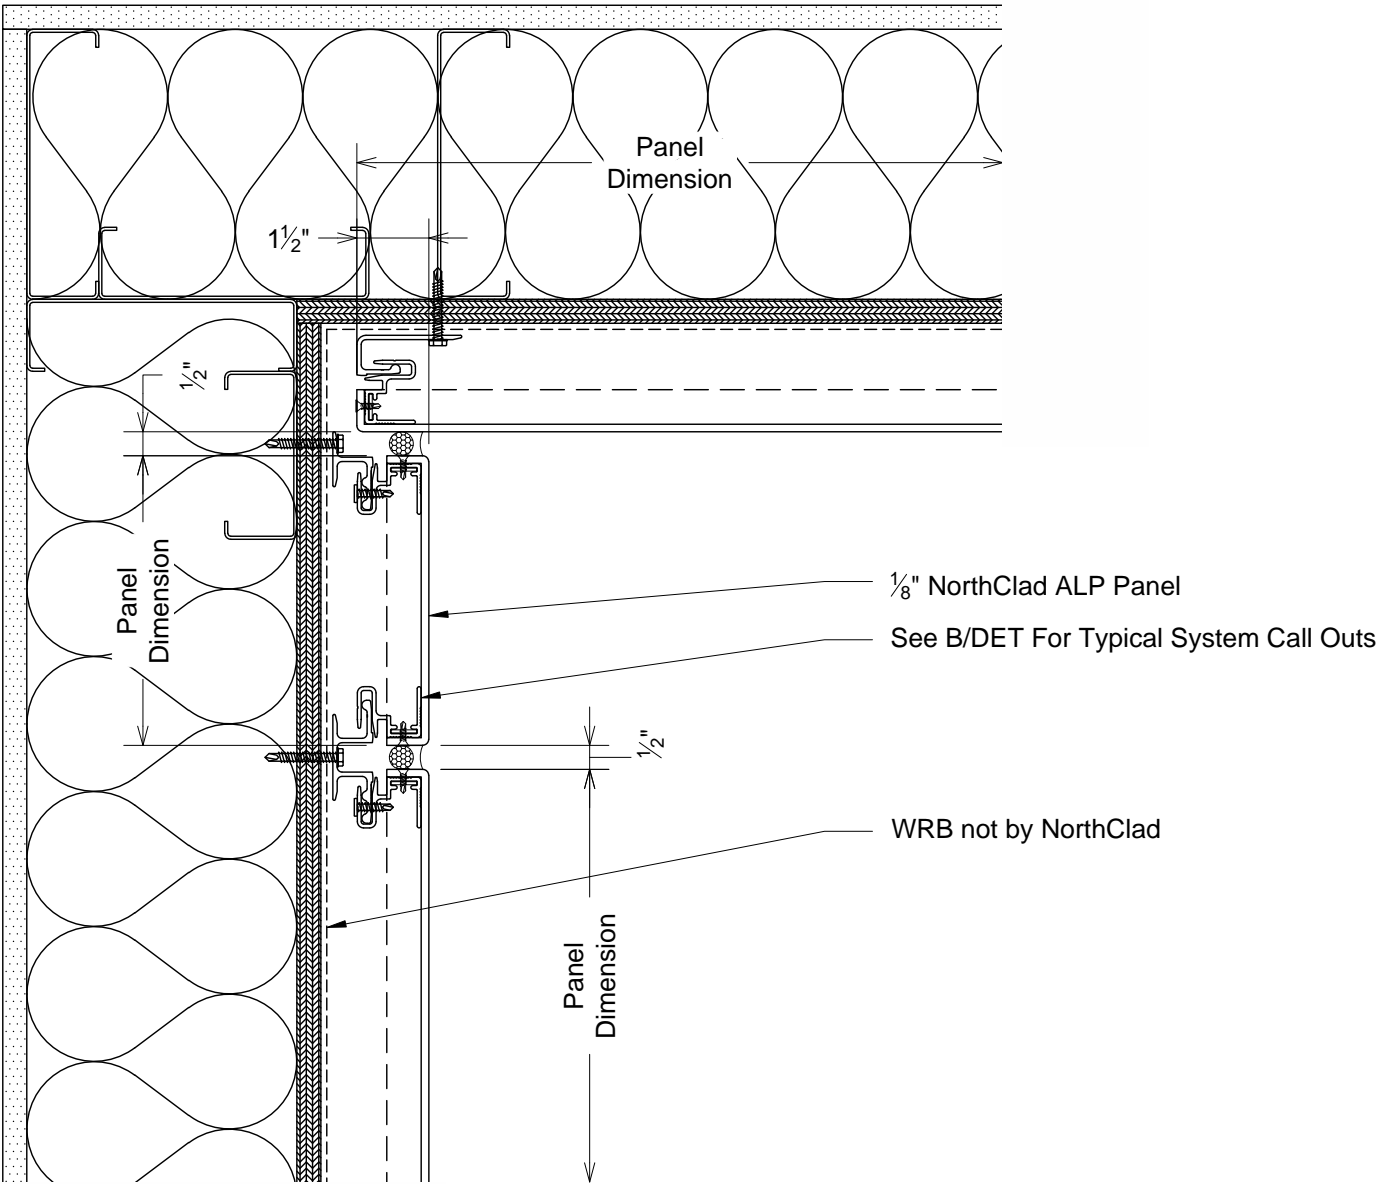 Panel
Dimension
1½"
½"
Panel
Dimension
⅛" NorthClad ALP Panel
See B/DET For Typical System Call Outs
½"
WRB not by NorthClad
Panel
Dimension